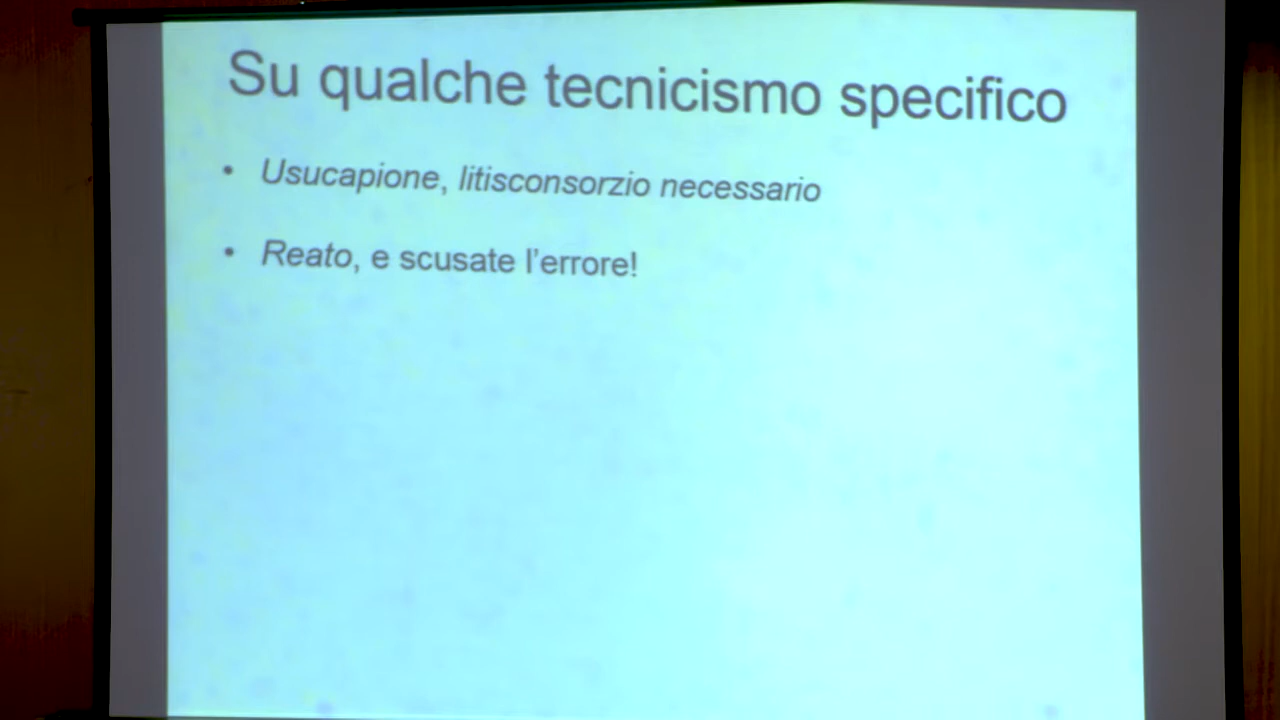 Su qualche tecnicismo specifico
• Usucapione, litisconsorzio necessario
• Reato, e scusate l'errore!